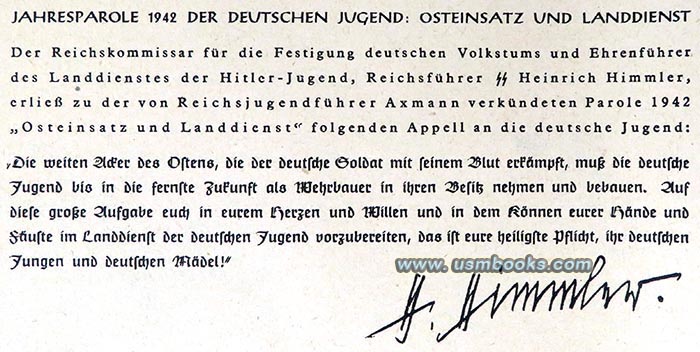 JAHRESPAROLE 1942 DER DEUTSCHEN JUGEND: OSTEINSATZ UND LANDDIENST
Der Reichskommissar für die Festigung deutschen Volkstums und Ehrenführer
des Landdienstes der Hitler-Jugend, Reichsführer ᛋᛋ Heinrich Himmler,
erließ zu der von Reichsjugendführer Axmann verkündeten Parole 1942
„Osteinsatz und Landdienst“ folgenden Appell an die deutsche Jugend:
„Die weiten Äcker des Ostens, die der deutsche Soldat mit seinem Blut erkämpft, muß die deutsche
Jugend bis in die fernste Zukunft als Wehrbauer in ihren Besitz nehmen und bebauen. Auf
diese große Aufgabe euch in eurem Herzen und Willen und in dem Können eurer Hände und
Fäuste im Landdienst der deutschen Jugend vorzubereiten, das ist eure heiligste Pflicht, ihr deutschen
Jungen und deutschen Mädel!“
www.usmbooks.com
H. Himmler.